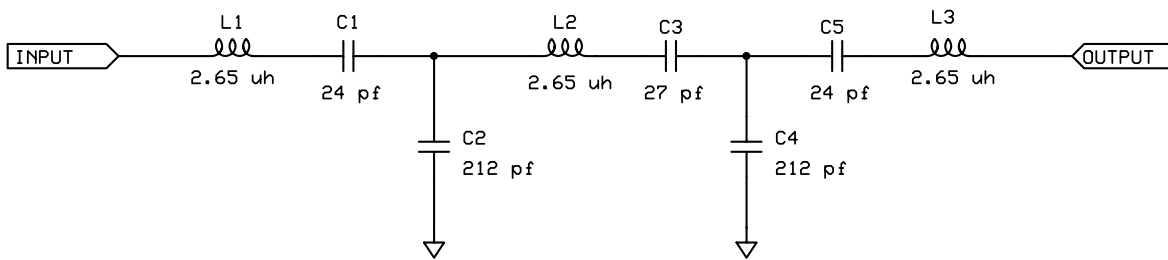 L1
C1
L2
C3
C5
L3
INPUT
OUTPUT
2.65 uh
24 pf
2.65 uh
27 pf
24 pf
2.65 uh
C2
212 pf
C4
212 pf